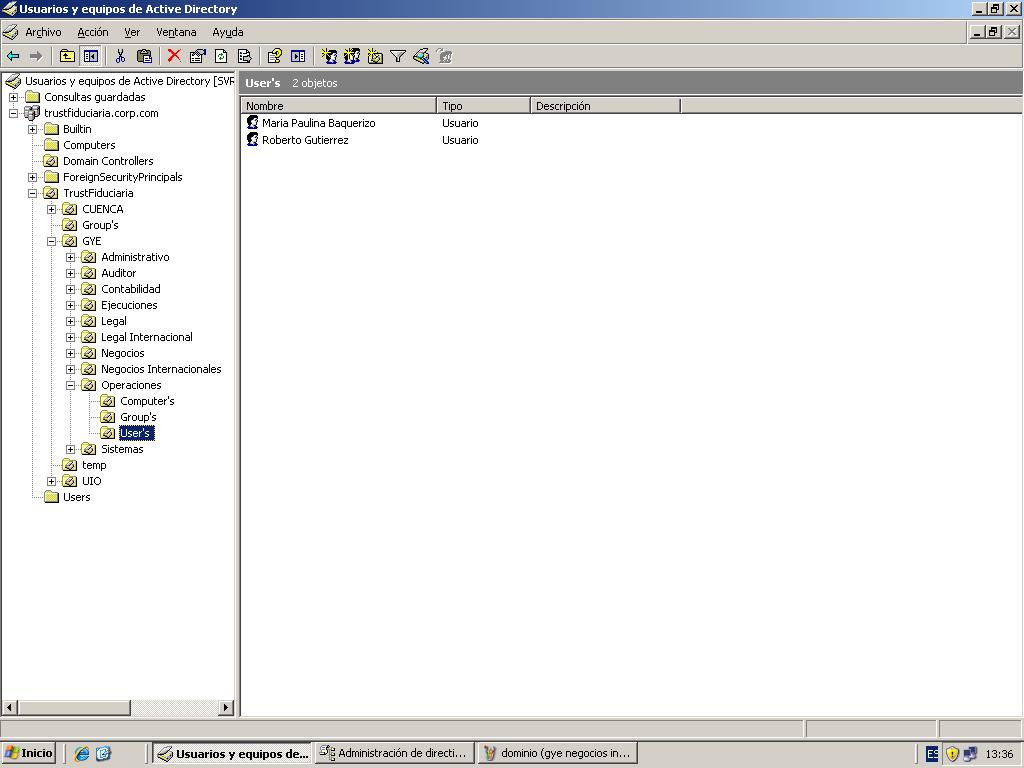 Usuarios y equipos de Active Directory
Archivo Acción Ver Ventana Ayuda
Usuarios y equipos de Active Directory [SVR
Consultas guardadas
trustfiduciaria.corp.com
Builtin
Computers
Domain Controllers
ForeignSecurityPrincipals
TrustFiduciaria
CUENCA
Group's
GYE
Administrativo
Auditor
Contabilidad
Ejecuciones
Legal
Legal Internacional
Negocios
Negocios Internacionales
Operaciones
Computer's
Group's
User's
Sistemas
temp
UIO
Users
User's 2 objetos
Nombre Tipo Descripción
Maria Paulina Baquerizo Usuario
Roberto Gutierrez Usuario
Inicio Usuarios y equipos de... Administración de directi... dominio (gye negocios in... ES 13:36